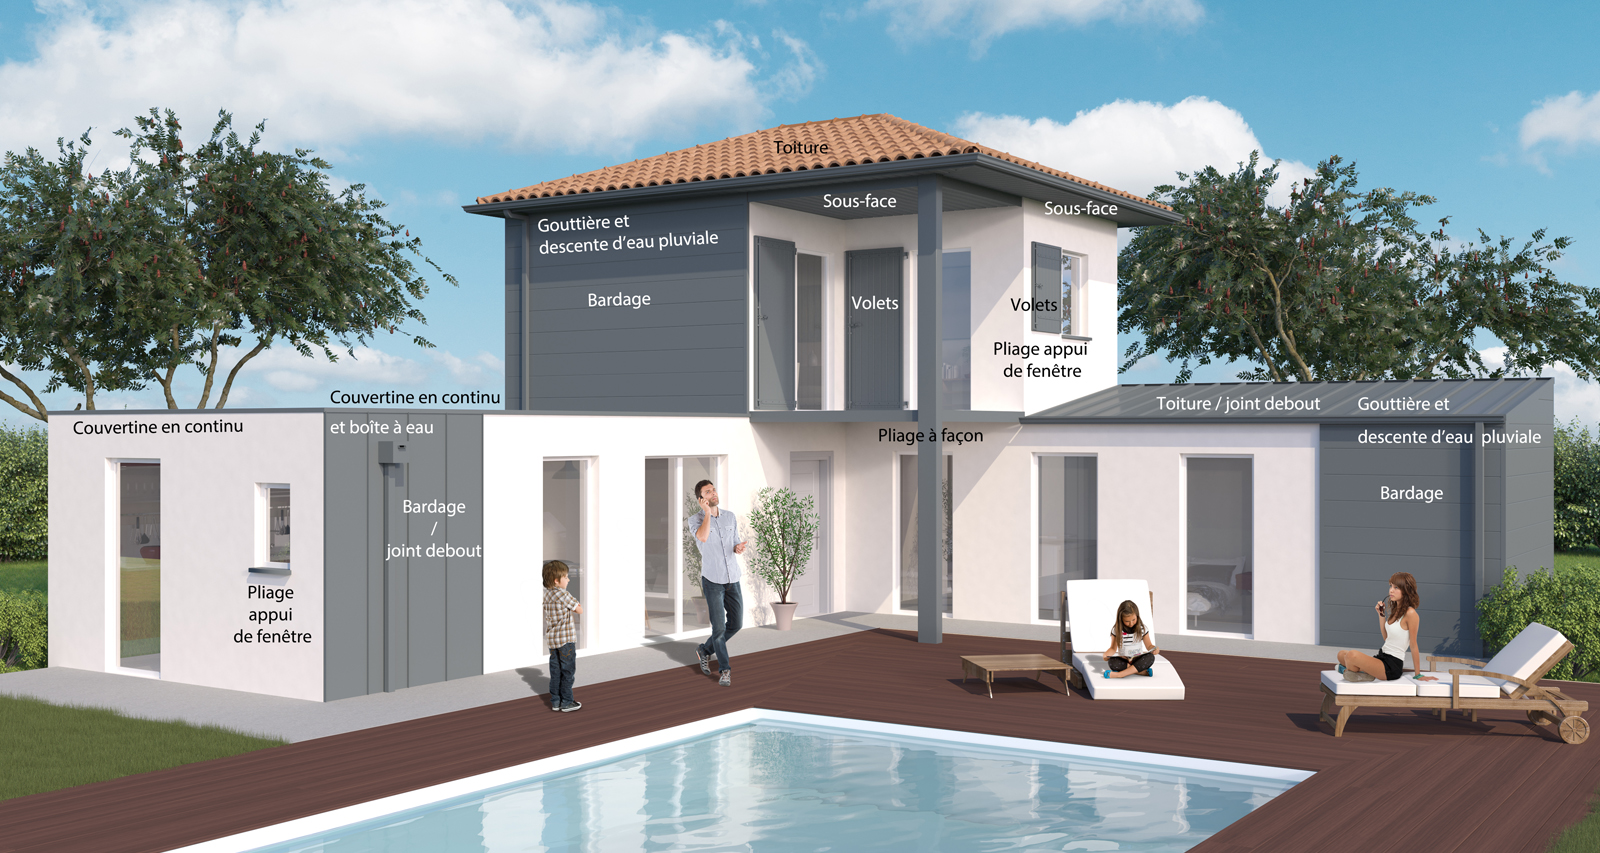 Toiture
Sous-face
Sous-face
Gouttière et
descente d'eau pluviale
Bardage
Volets
Volets
Pliage appui
de fenêtre
Couvertine en continu
et boîte à eau
Couvertine en continu
Toiture / joint debout
Gouttière et
descente d'eau pluviale
Pliage à façon
Bardage
Bardage
/
joint debout
Pliage
appui
de fenêtre